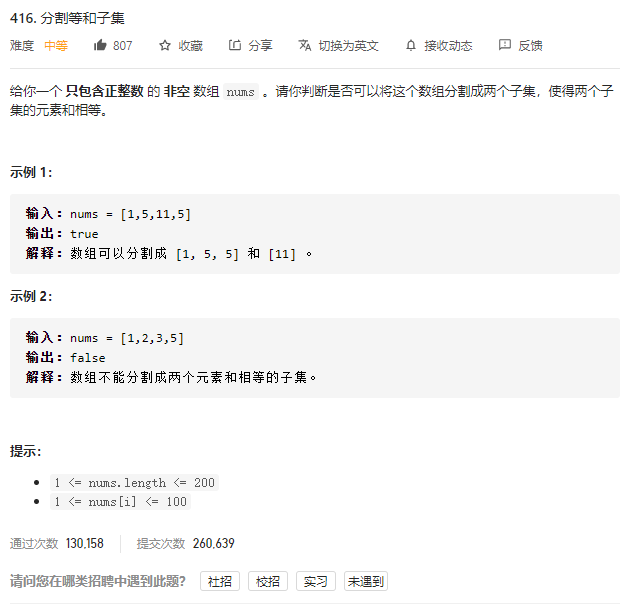 416. 分割等和子集
难度 中等 807 收藏 分享 切换为英文 接收动态 反馈
给你一个 只包含正整数 的 非空 数组 nums 。请你判断是否可以将这个数组分割成两个子集，使得两个子
集的元素和相等。
示例 1：
输入：nums = [1,5,11,5]
输出：true
解释：数组可以分割成 [1, 5, 5] 和 [11] 。
示例 2：
输入：nums = [1,2,3,5]
输出：false
解释：数组不能分割成两个元素和相等的子集。
提示：
• 1 <= nums.length <= 200
• 1 <= nums[i] <= 100
通过次数 130,158 提交次数 260,639
请问您在哪类招聘中遇到此题？ 社招 校招 实习 未遇到